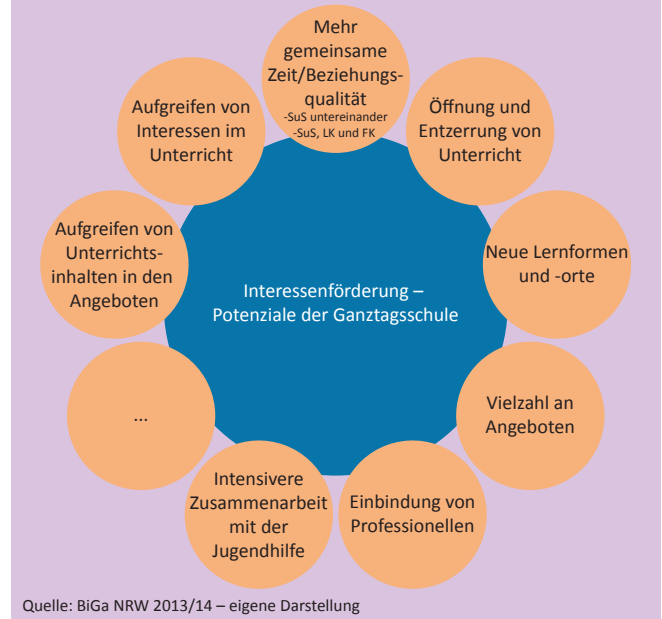 Mehr
gemeinsame
Zeit/Beziehungs-
qualität
-SuS untereinander
-SuS, LK und FK
Öffnung und
Entzerrung von
Unterricht
Neue Lernformen
und -orte
Vielzahl an
Angeboten
Einbindung von
Professionellen
Intensivere
Zusammenarbeit
mit der
Jugendhilfe
...
Aufgreifen von
Unterrichts-
inhalten in den
Angeboten
Aufgreifen von
Interessen im
Unterricht
Interessenförderung –
Potenziale der Ganztagsschule
Quelle: BiGa NRW 2013/14 – eigene Darstellung